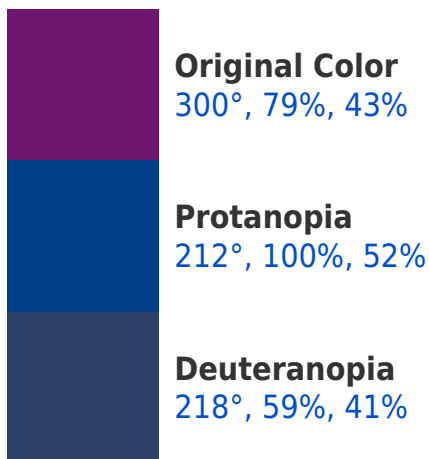 Original Color
300°, 79%, 43%
Protanopia
212°, 100%, 52%
Deuteranopia
218°, 59%, 41%